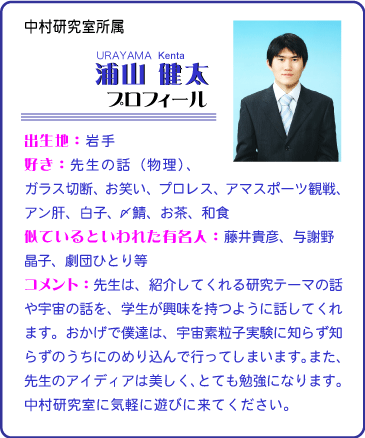 中村研究室所属
URAYAMA Kenta
浦山 健太
プロフィール
出生地：岩手
好き：先生の話（物理）、
ガラス切断、お笑い、プロレス、アマスポーツ観戦、
アン肝、白子、〆鯖、お茶、和食
似ているといわれた有名人：藤井貴彦、与謝野
晶子、劇団ひとり等
コメント：先生は、紹介してくれる研究テーマの話
や宇宙の話を、学生が興味を持つように話してくれ
ます。おかげで僕達は、宇宙素粒子実験に知らず知
らずのうちにのめり込んで行ってしまいます。また、
先生のアイディアは美しく、とても勉強になります。
中村研究室に気軽に遊びに来てください。